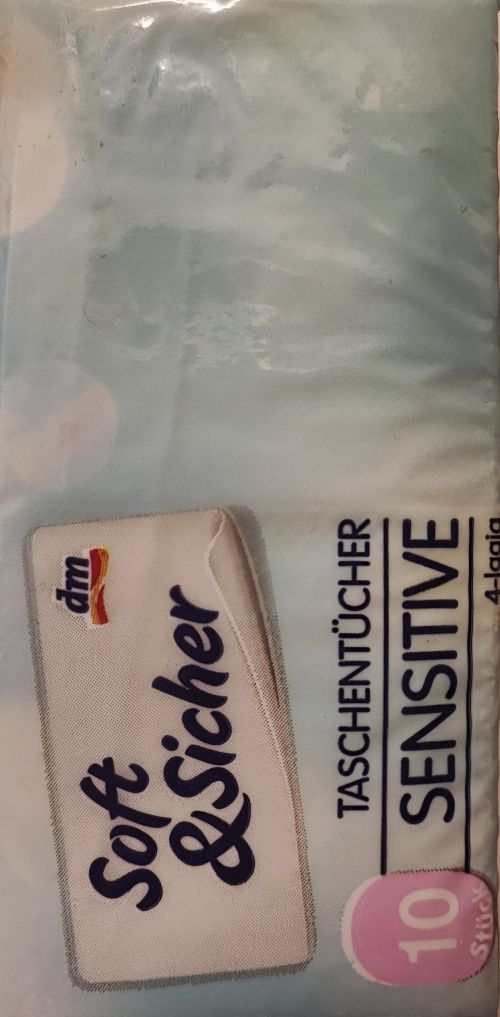 dm
Soft
&Sicher
TASCHENTÜCHER
SENSITIVE
10
Stück
4-lagig